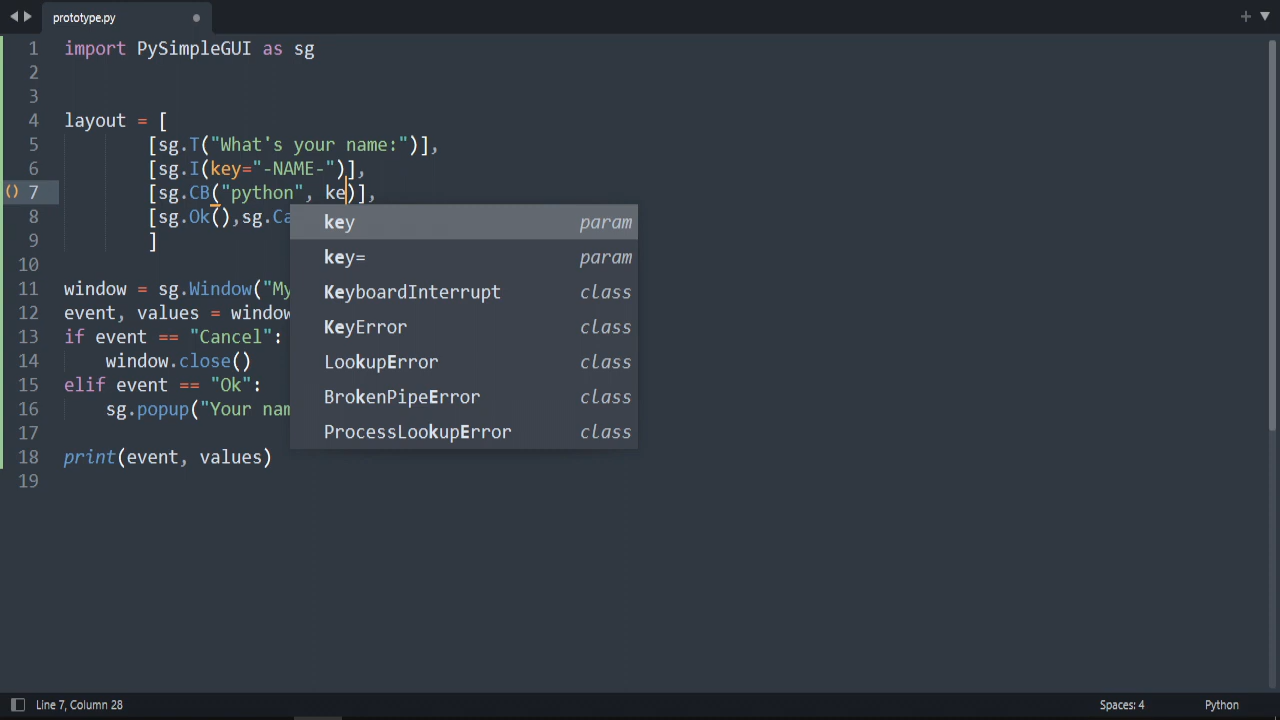 prototype.py
1 import PySimpleGUI as sg
2
3
4 layout = [
5 [sg.T("What's your name:")],
6 [sg.I(key="-NAME-")],
7 [sg.CB("python", ke)],
8 [sg.Ok(),sg.Ca
key param
9 ]
key= param
10
11 window = sg.Window("My
KeyboardInterrupt class
12 event, values = window
KeyError class
13 if event == "Cancel":
14 window.close()
LookupError class
15 elif event == "Ok":
BrokenPipeError class
16 sg.popup("Your nam
17
ProcessLookupError class
18 print(event, values)
19
Line 7, Column 28
Spaces: 4
Python